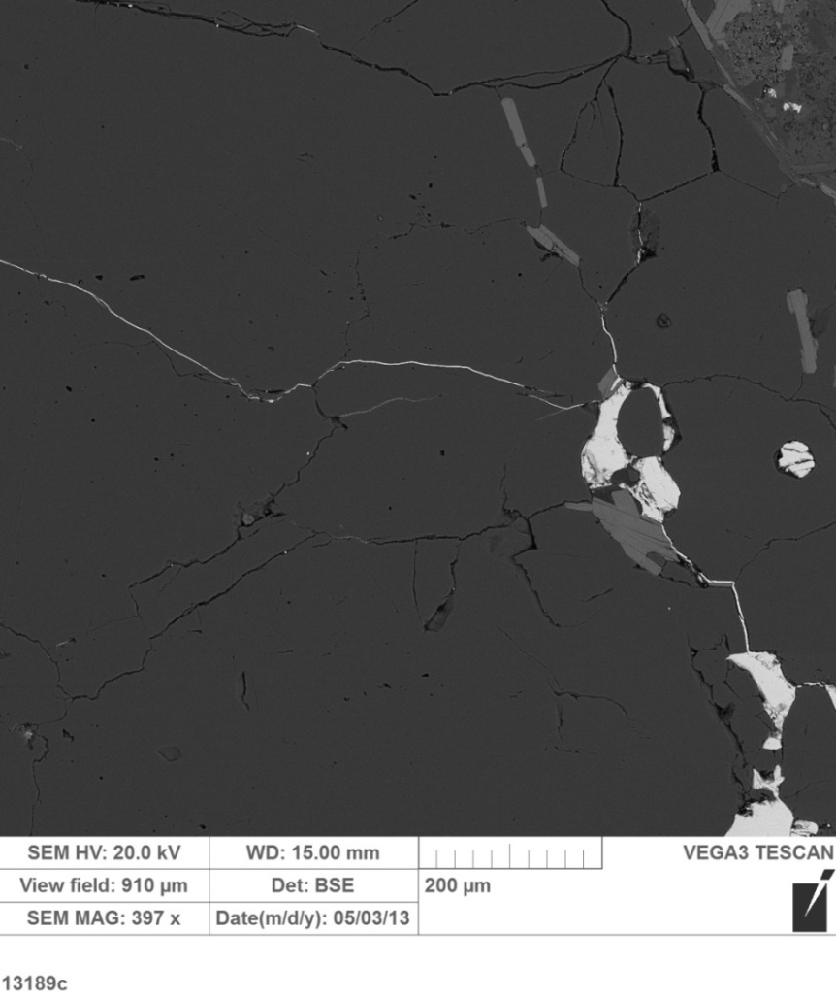 SEM HV: 20.0 kV WD: 15.00 mm VEGA3 TESCAN
View field: 910 µm Det: BSE 200 µm
SEM MAG: 397 x Date(m/d/y): 05/03/13
13189c